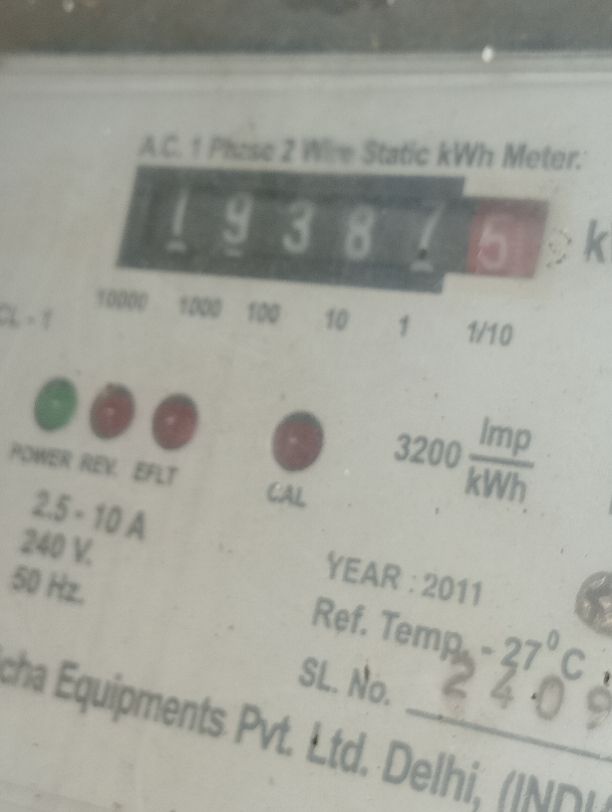 A.C. 1 Phase 2 Wire Static kWh Meter.
1 9 3 8 7 5
10000 1000 100 10 1 1/10
CL - 1
POWER REV. EFLT
CAL
3200 Imp/kWh
2.5 - 10 A
240 V.
50 Hz.
YEAR : 2011
Ref. Temp. - 27⁰C
SL. No. 2409
Equipments Pvt. Ltd. Delhi,